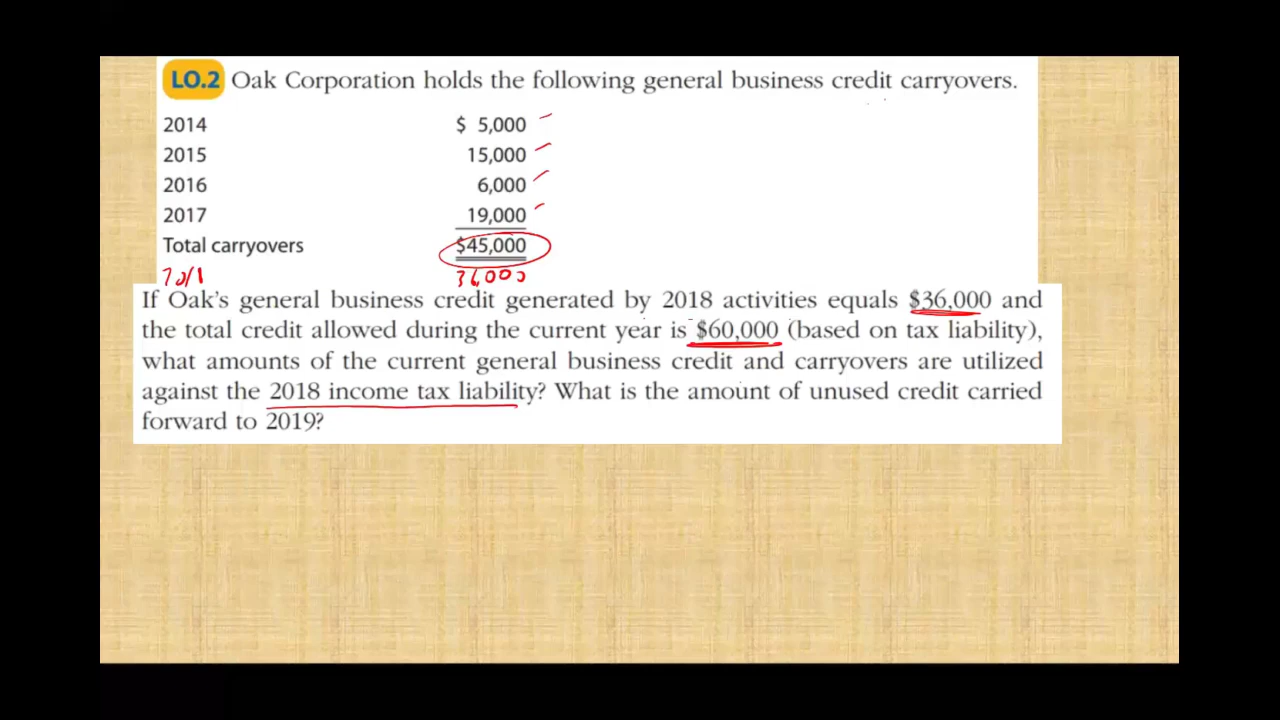 LO.2 Oak Corporation holds the following general business credit carryovers.
2014 $ 5,000
2015 15,000
2016 6,000
2017 19,000
Total carryovers $45,000
36,000
If Oak's general business credit generated by 2018 activities equals $36,000 and
the total credit allowed during the current year is $60,000 (based on tax liability),
what amounts of the current general business credit and carryovers are utilized
against the 2018 income tax liability? What is the amount of unused credit carried
forward to 2019?